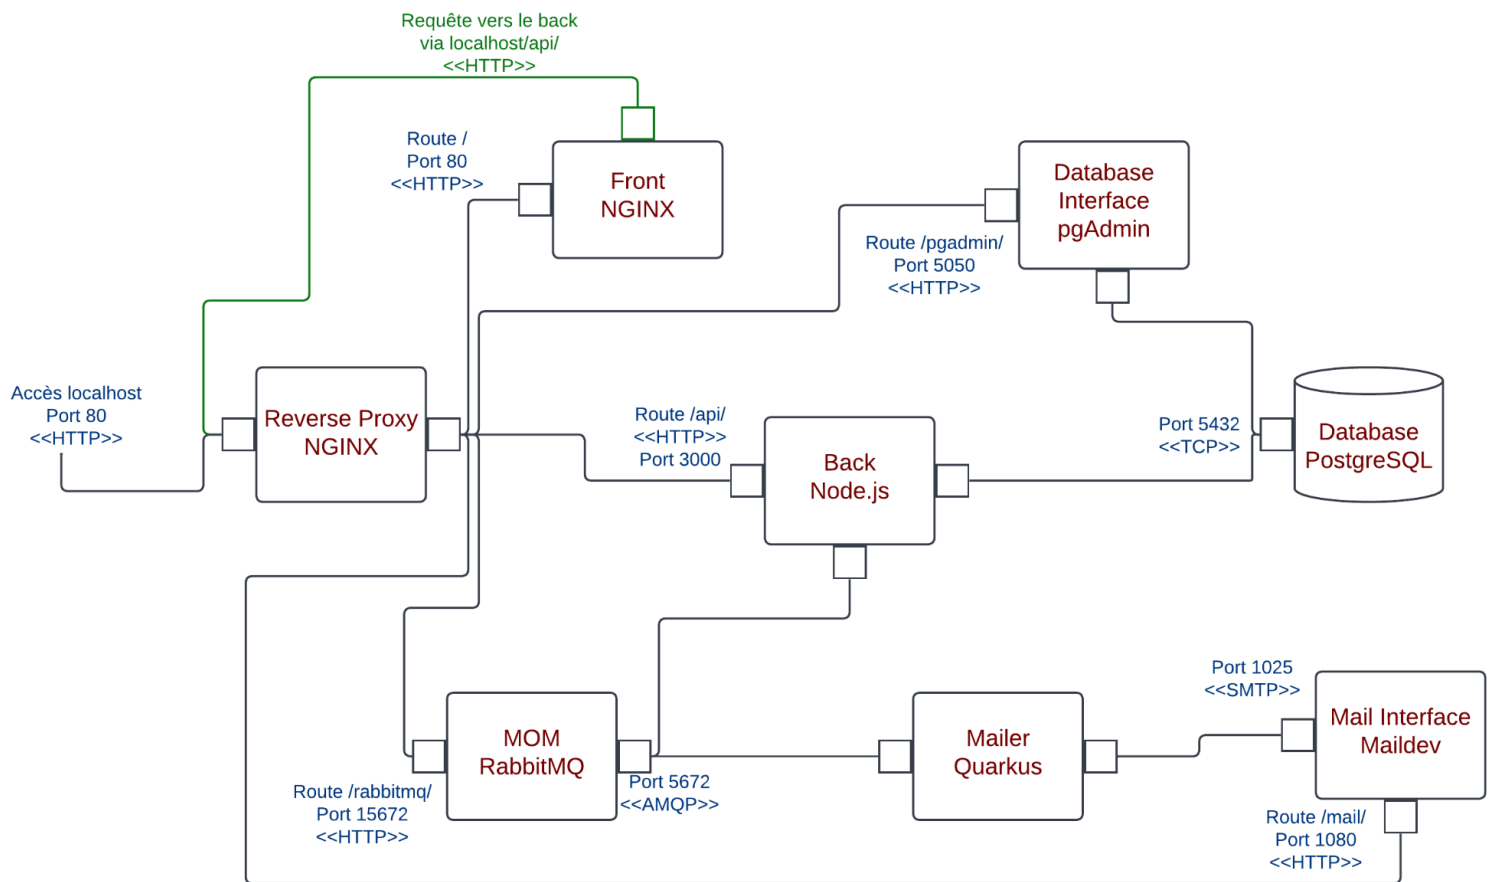 Requête vers le back
via localhost/api/
<<HTTP>>
Route /
Port 80
<<HTTP>>
Front
NGINX
Database
Interface
pgAdmin
Route /pgadmin/
Port 5050
<<HTTP>>
Accès localhost
Port 80
<<HTTP>>
Reverse Proxy
NGINX
Route /api/
<<HTTP>>
Port 3000
Back
Node.js
Port 5432
<<TCP>>
Database
PostgreSQL
MOM
RabbitMQ
Route /rabbitmq/
Port 15672
<<HTTP>>
Port 5672
<<AMQP>>
Mailer
Quarkus
Port 1025
<<SMTP>>
Mail Interface
Maildev
Route /mail/
Port 1080
<<HTTP>>